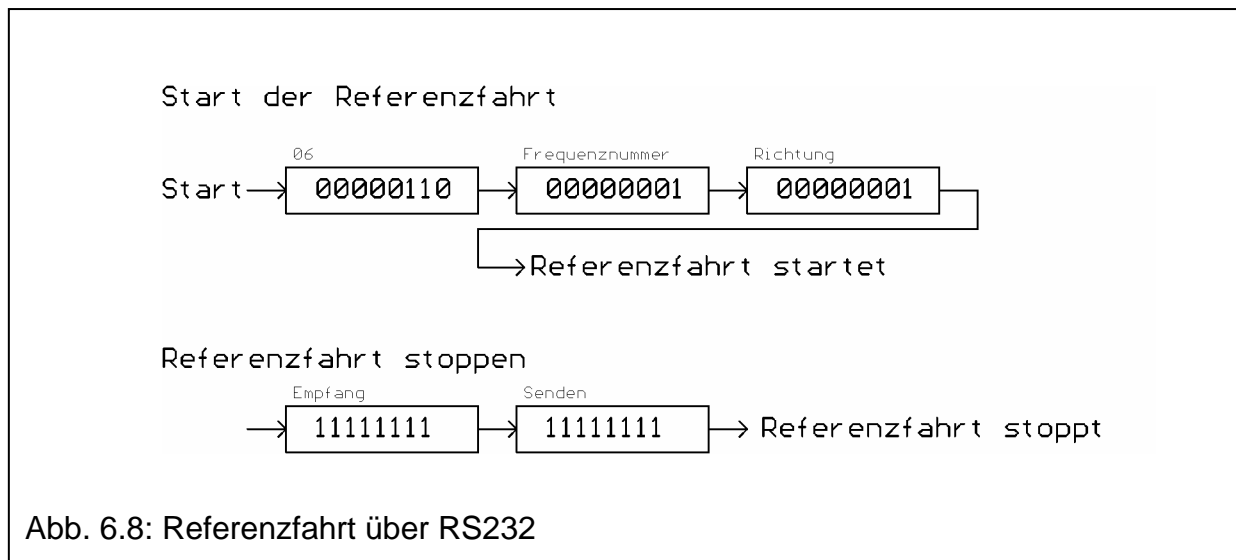 Start der Referenzfahrt
06 Frequenznummer Richtung
Start 00000110 00000001 00000001
Referenzfahrt startet
Referenzfahrt stoppen
Empfang Senden
11111111 11111111 Referenzfahrt stoppt
Abb. 6.8: Referenzfahrt über RS232